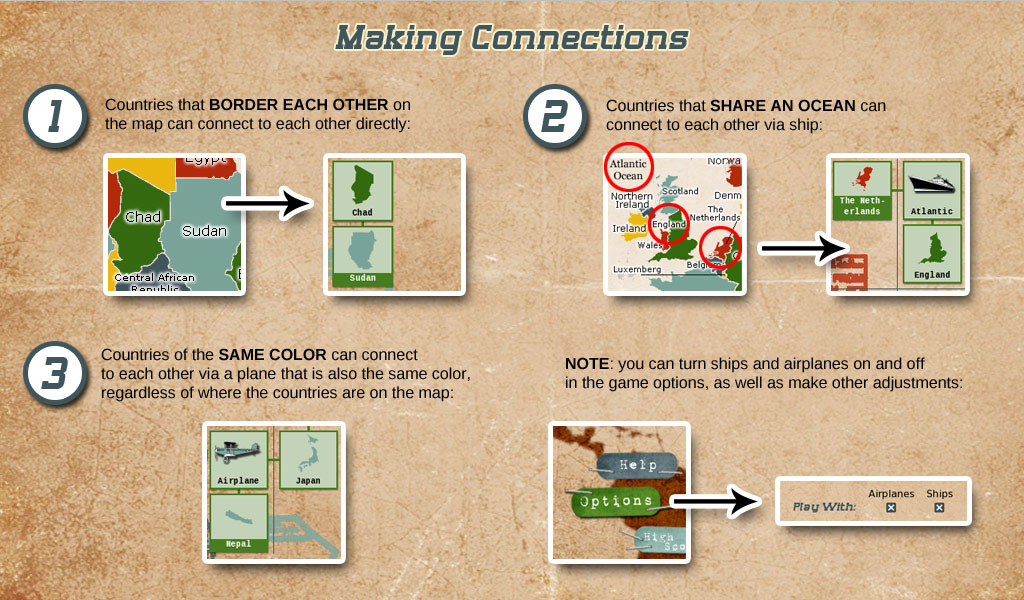 Making Connections
1
Countries that BORDER EACH OTHER on
the map can connect to each other directly:
Egypt
Chad
Sudan
Central African
Republic
Chad
Sudan
2
Countries that SHARE AN OCEAN can
connect to each other via ship:
Atlantic
Ocean
Norwa
Scotland
Northern
Ireland
Denm
The
Netherlands
England
Ireland
Wales
Belgium
Luxemberg
The Neth-
erlands
Atlantic
England
3
Countries of the SAME COLOR can connect
to each other via a plane that is also the same color,
regardless of where the countries are on the map:
Airplane
Japan
Nepal
NOTE: you can turn ships and airplanes on and off
in the game options, as well as make other adjustments:
Help
Options
High
Sco
Airplanes Ships
Play With: